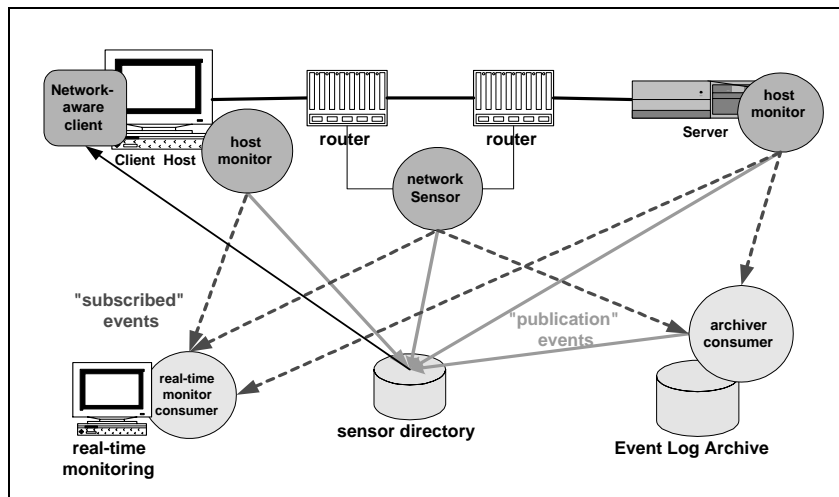 Network-
aware
client
Client Host
host
monitor
router
router
network
Sensor
Server
host
monitor
"subscribed"
events
"publication"
events
archiver
consumer
real-time
monitor
consumer
real-time
monitoring
sensor directory
Event Log Archive